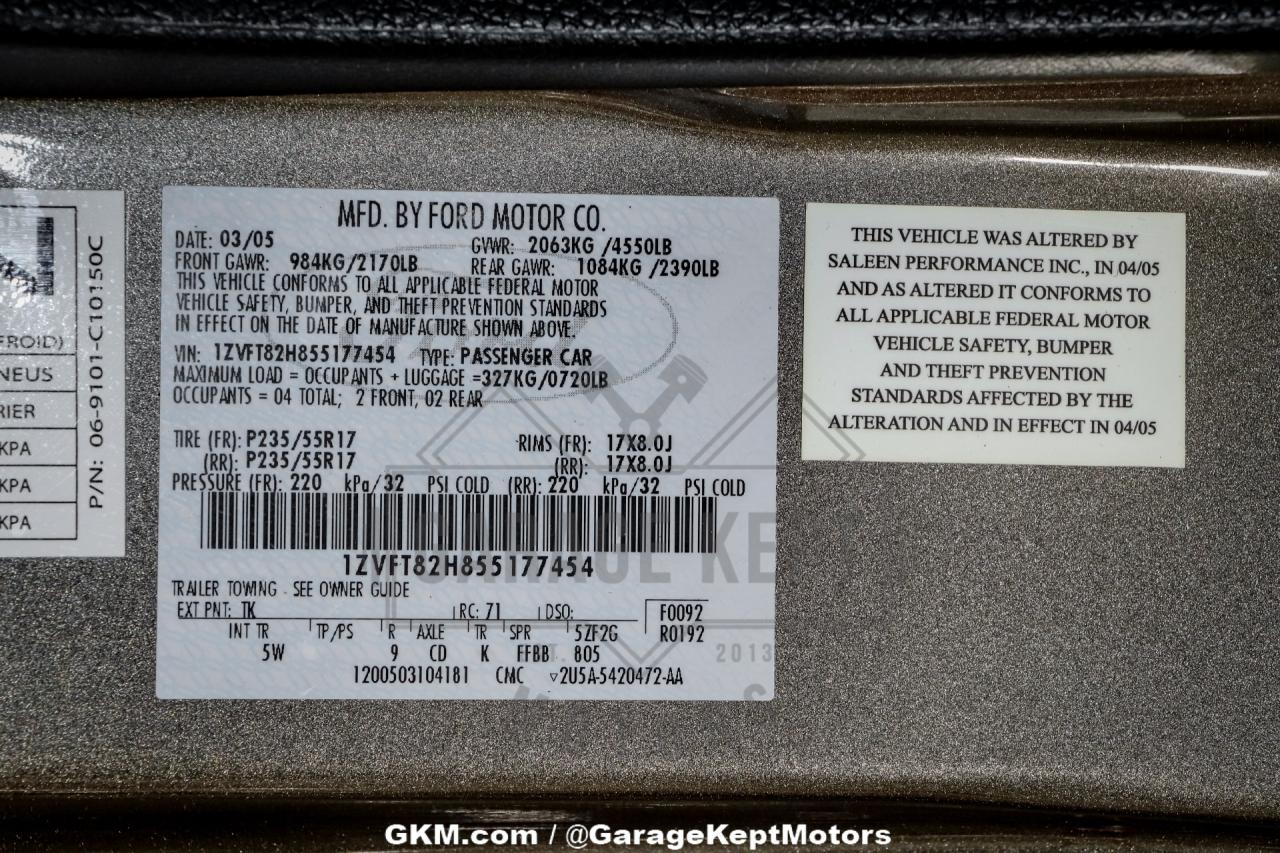 FROID)
NEUS
RIER
KPA
KPA
KPA
P/N: 06-9101-C10150C
MFD. BY FORD MOTOR CO.
DATE: 03/05 GVWR: 2063KG /4550LB
FRONT GAWR: 984KG/2170LB REAR GAWR: 1084KG /2390LB
THIS VEHICLE CONFORMS TO ALL APPLICABLE FEDERAL MOTOR
VEHICLE SAFETY, BUMPER, AND THEFT PREVENTION STANDARDS
IN EFFECT ON THE DATE OF MANUFACTURE SHOWN ABOVE.
VIN: 1ZVFT82H855177454 TYPE: PASSENGER CAR
MAXIMUM LOAD = OCCUPANTS + LUGGAGE =327KG/0720LB
OCCUPANTS = 04 TOTAL; 2 FRONT, 02 REAR
TIRE (FR): P235/55R17 RIMS (FR): 17X8.0J
(RR): P235/55R17 (RR): 17X8.0J
PRESSURE (FR): 220 kPa/32 PSI COLD (RR): 220 kPa/32 PSI COLD
1ZVFT82H855177454
TRAILER TOWING - SEE OWNER GUIDE
EXT PNT: TK RC: 71 DSO: F0092
INT TR TP/PS R AXLE TR SPR 5ZF2G R0192
5W 9 CD K FFBB 805
1200503104181 CMC ▿2U5A-5420472-AA
THIS VEHICLE WAS ALTERED BY
SALEEN PERFORMANCE INC., IN 04/05
AND AS ALTERED IT CONFORMS TO
ALL APPLICABLE FEDERAL MOTOR
VEHICLE SAFETY, BUMPER
AND THEFT PREVENTION
STANDARDS AFFECTED BY THE
ALTERATION AND IN EFFECT IN 04/05
GARAGE KEPT
2013
GKM.com / @GarageKeptMotors